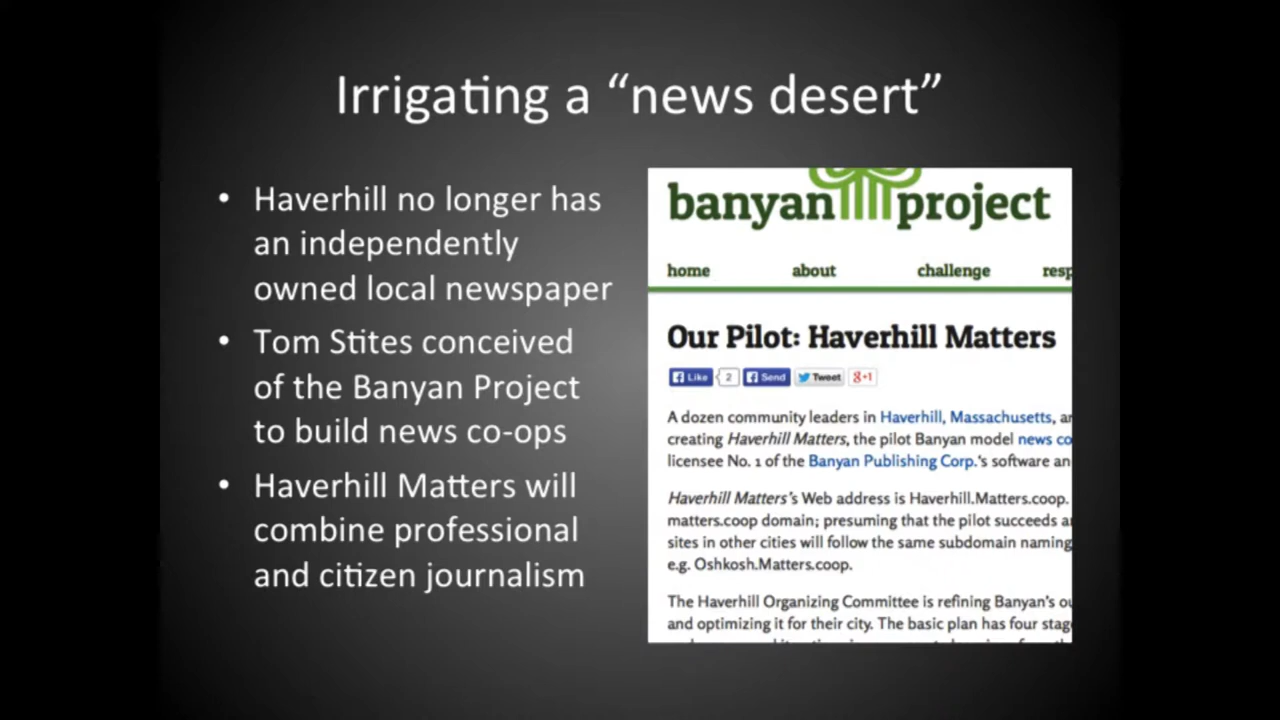 Irrigating a “news desert”
• Haverhill no longer has
an independently
owned local newspaper
• Tom Stites conceived
of the Banyan Project
to build news co-ops
• Haverhill Matters will
combine professional
and citizen journalism
banyan project
home about challenge resp
Our Pilot: Haverhill Matters
Like 2 Send Tweet +1
A dozen community leaders in Haverhill, Massachusetts, ar
creating Haverhill Matters, the pilot Banyan model news co
licensee No. 1 of the Banyan Publishing Corp.‘s software an
Haverhill Matters’s Web address is Haverhill.Matters.coop.
matters.coop domain; presuming that the pilot succeeds a
sites in other cities will follow the same subdomain naming
e.g. Oshkosh.Matters.coop.
The Haverhill Organizing Committee is refining Banyan’s ou
and optimizing it for their city. The basic plan has four stag